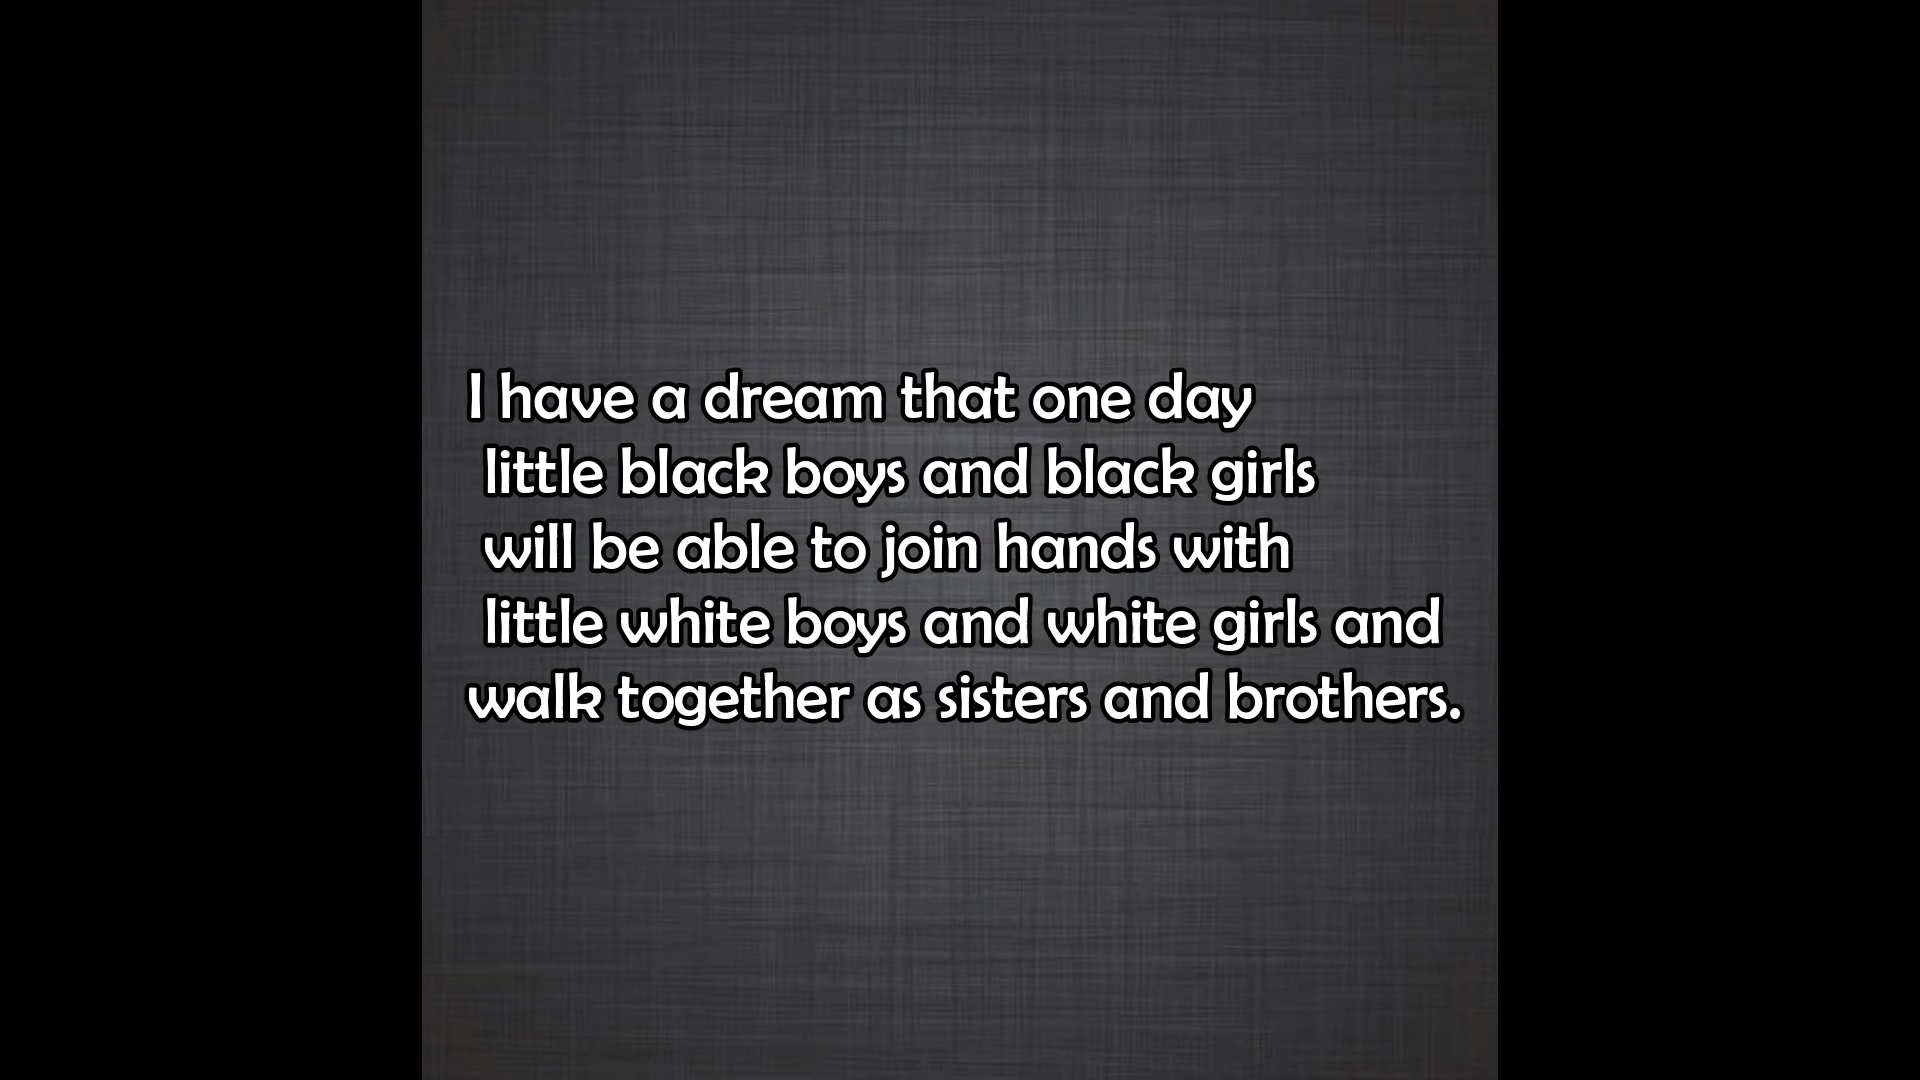 I have a dream that one day
little black boys and black girls
will be able to join hands with
little white boys and white girls and
walk together as sisters and brothers.